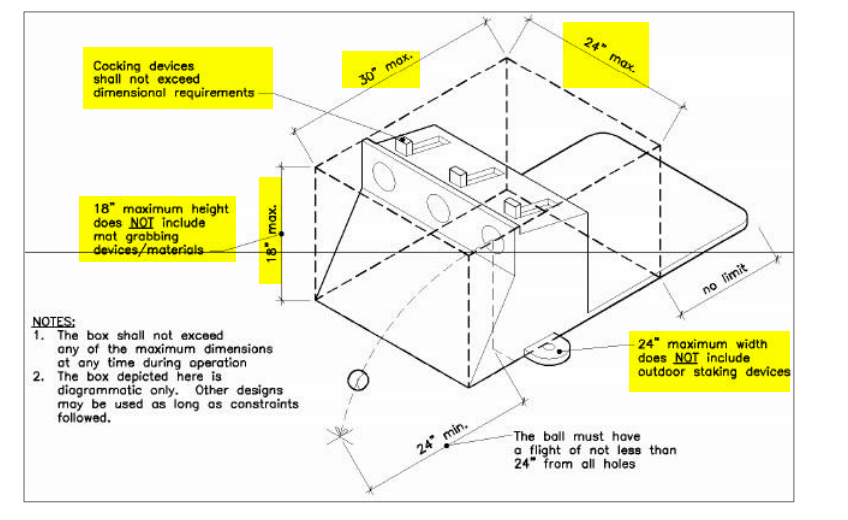 Cocking devices
shall not exceed
dimensional requirements
30" max.
24" max.
18" maximum height
does NOT include
mat grabbing
devices/materials
18" max.
no limit
NOTES:
1. The box shall not exceed
any of the maximum dimensions
at any time during operation
2. The box depicted here is
diagrammatic only. Other designs
may be used as long as constraints
followed.
24" maximum width
does NOT include
outdoor staking devices
24" min.
The ball must have
a flight of not less than
24" from all holes